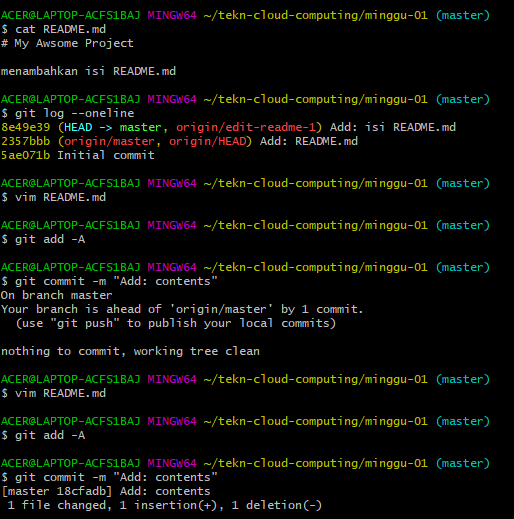 ACER@LAPTOP-ACFS1BAJ MINGW64 ~/tekn-cloud-computing/minggu-01 (master)
$ cat README.md
# My Awsome Project
menambahkan isi README.md
ACER@LAPTOP-ACFS1BAJ MINGW64 ~/tekn-cloud-computing/minggu-01 (master)
$ git log --oneline
8e49e39 (HEAD -> master, origin/edit-readme-1) Add: isi README.md
2357bbb (origin/master, origin/HEAD) Add: README.md
5ae071b Initial commit
ACER@LAPTOP-ACFS1BAJ MINGW64 ~/tekn-cloud-computing/minggu-01 (master)
$ vim README.md
ACER@LAPTOP-ACFS1BAJ MINGW64 ~/tekn-cloud-computing/minggu-01 (master)
$ git add -A
ACER@LAPTOP-ACFS1BAJ MINGW64 ~/tekn-cloud-computing/minggu-01 (master)
$ git commit -m "Add: contents"
On branch master
Your branch is ahead of 'origin/master' by 1 commit.
  (use "git push" to publish your local commits)
nothing to commit, working tree clean
ACER@LAPTOP-ACFS1BAJ MINGW64 ~/tekn-cloud-computing/minggu-01 (master)
$ vim README.md
ACER@LAPTOP-ACFS1BAJ MINGW64 ~/tekn-cloud-computing/minggu-01 (master)
$ git add -A
ACER@LAPTOP-ACFS1BAJ MINGW64 ~/tekn-cloud-computing/minggu-01 (master)
$ git commit -m "Add: contents"
[master 18cfadb] Add: contents
 1 file changed, 1 insertion(+), 1 deletion(-)